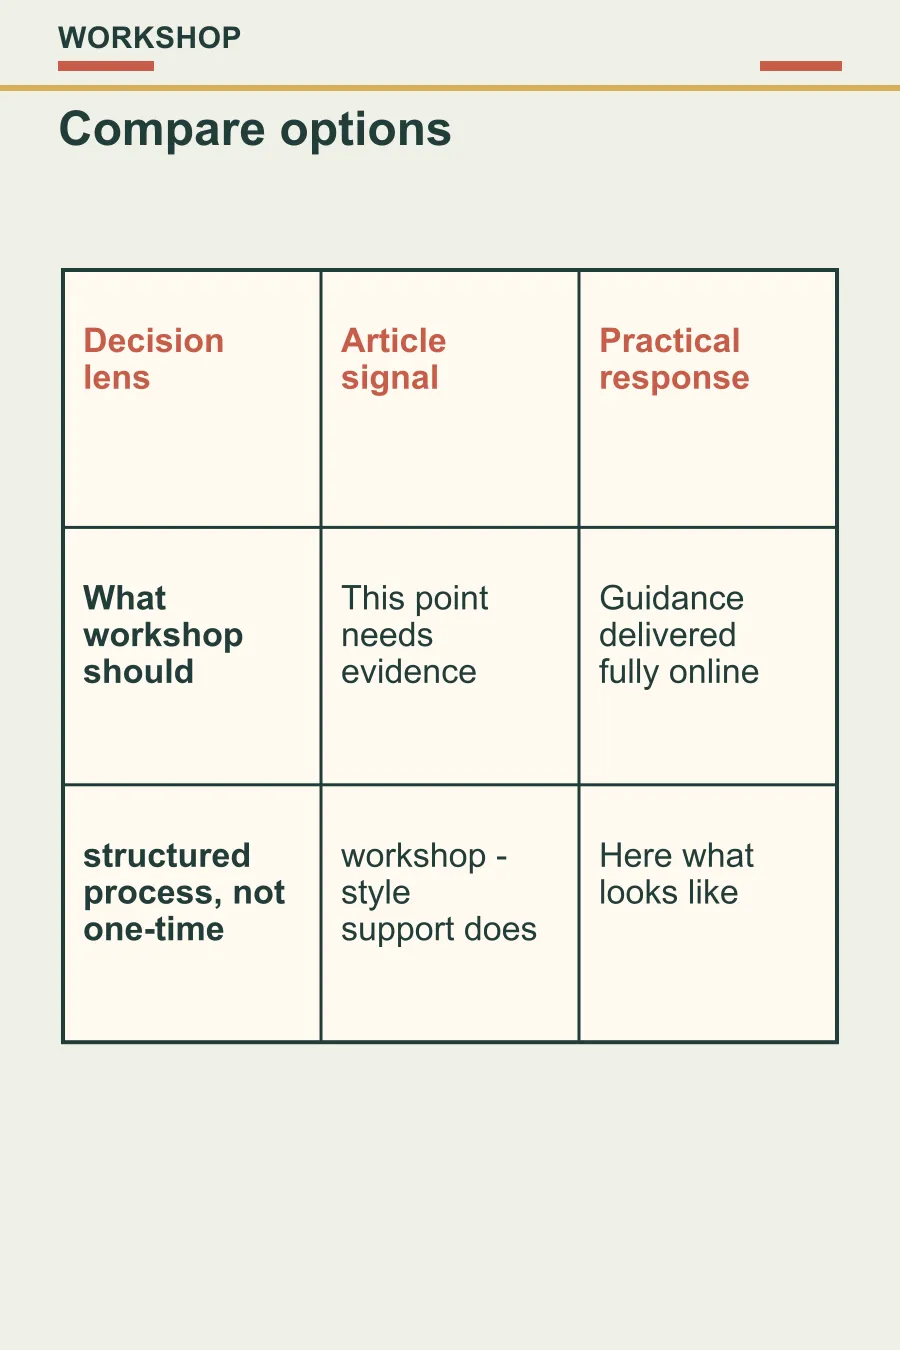 WORKSHOP
Compare options
Decision
lens
Article
signal
Practical
response
What
workshop
should
This point
needs
evidence
Guidance
delivered
fully online
structured
process, not
one-time
workshop -
style
support does
Here what
looks like